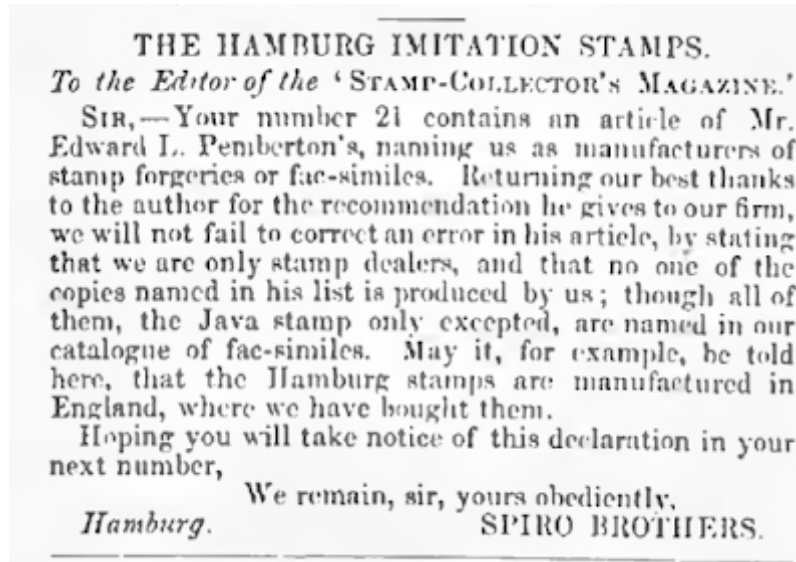 THE HAMBURG IMITATION STAMPS.
To the Editor of the ‘STAMP-COLLECTOR’S MAGAZINE.’
SIR,—Your number 21 contains an article of Mr.
Edward L. Pemberton’s, naming us as manufacturers of
stamp forgeries or fac-similes. Returning our best thanks
to the author for the recommendation he gives to our firm,
we will not fail to correct an error in his article, by stating
that we are only stamp dealers, and that no one of the
copies named in his list is produced by us; though all of
them, the Java stamp only excepted, are named in our
catalogue of fac-similes. May it, for example, be told
here, that the Hamburg stamps are manufactured in
England, where we have bought them.
Hoping you will take notice of this declaration in your
next number,
We remain, sir, yours obediently,
Hamburg. SPIRO BROTHERS.